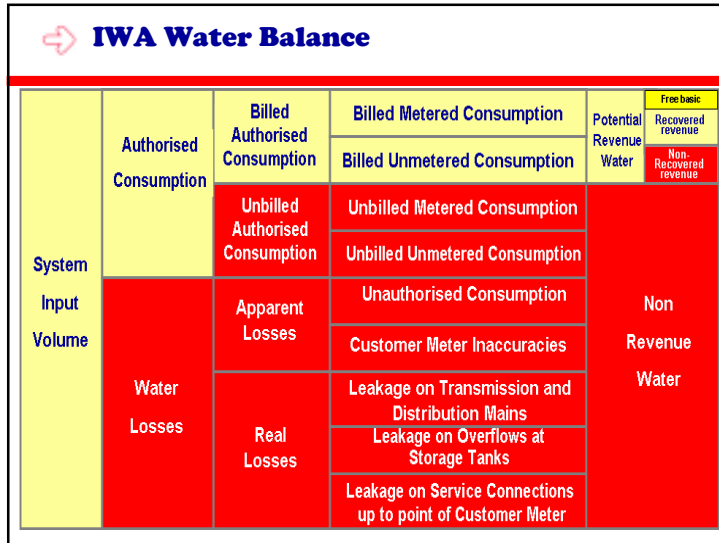 IWA Water Balance
System
Input
Volume
Authorised
Consumption
Water
Losses
Billed
Authorised
Consumption
Unbilled
Authorised
Consumption
Apparent
Losses
Real
Losses
Billed Metered Consumption
Billed Unmetered Consumption
Unbilled Metered Consumption
Unbilled Unmetered Consumption
Unauthorised Consumption
Customer Meter Inaccuracies
Leakage on Transmission and
Distribution Mains
Leakage on Overflows at
Storage Tanks
Leakage on Service Connections
up to point of Customer Meter
Potential
Revenue
Water
Free basic
Recovered
revenue
Non-
Recovered
revenue
Non
Revenue
Water